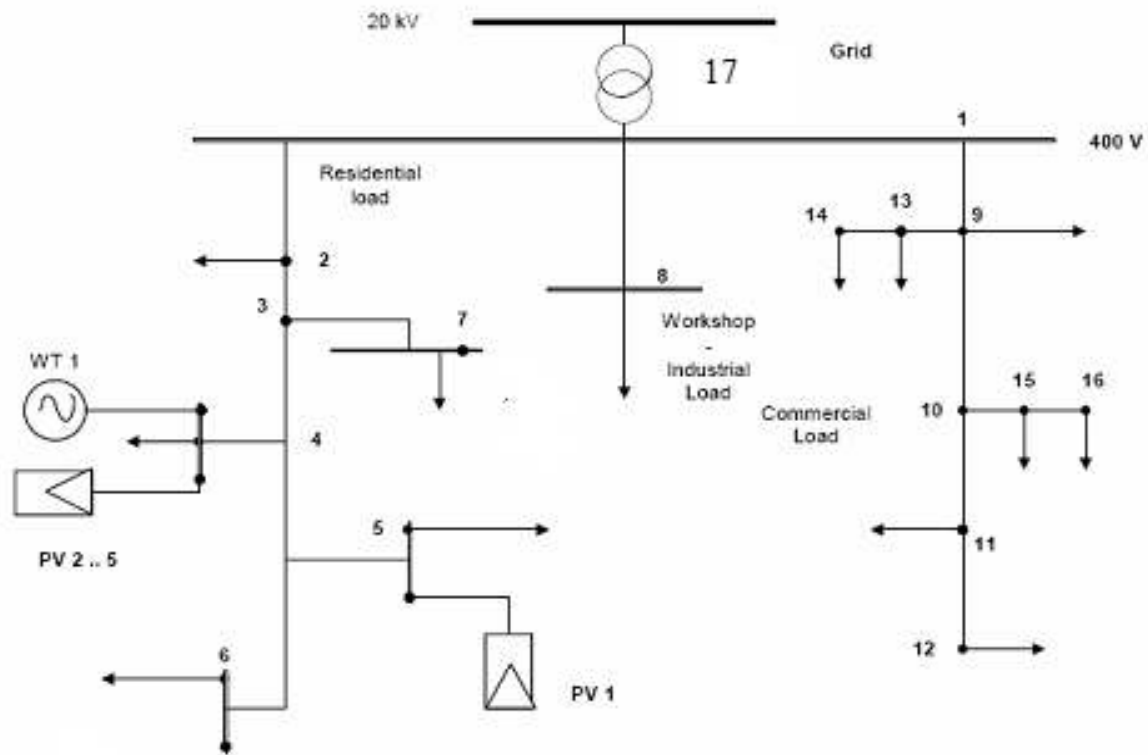 20 kV
Grid
17
1
400 V
Residential
load
14
13
9
2
8
3
7
Workshop
-
Industrial
Load
WT 1
15
16
10
Commercial
Load
4
5
11
PV 2 .. 5
12
6
PV 1